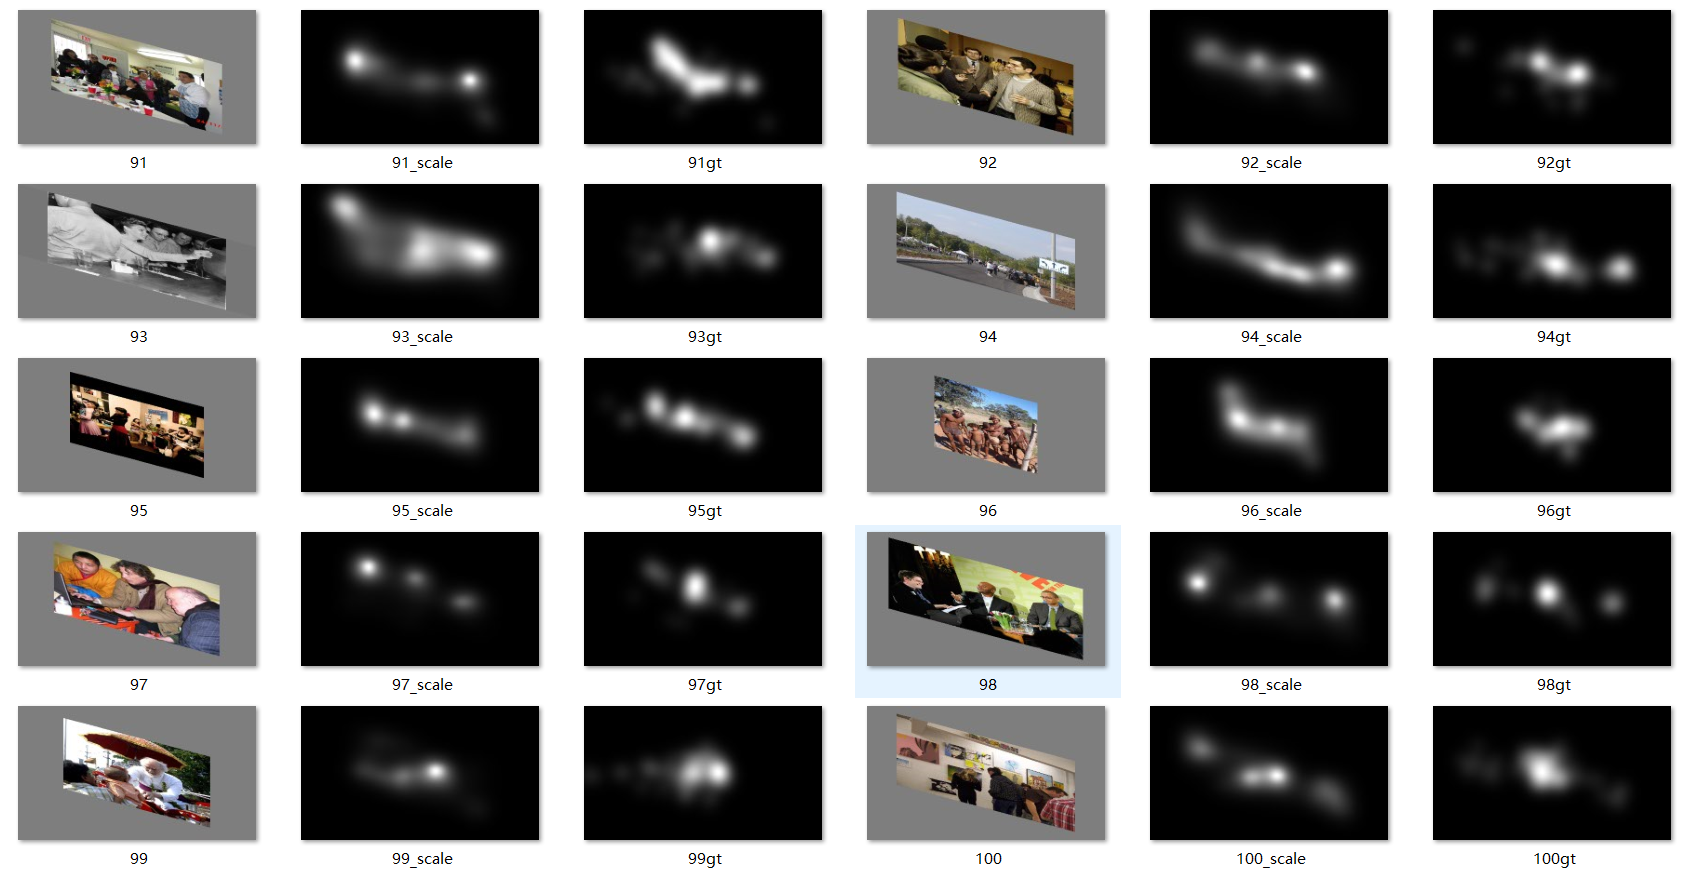 91 91_scale 91gt 92 92_scale 92gt
93 93_scale 93gt 94 94_scale 94gt
95 95_scale 95gt 96 96_scale 96gt
97 97_scale 97gt 98 98_scale 98gt
99 99_scale 99gt 100 100_scale 100gt